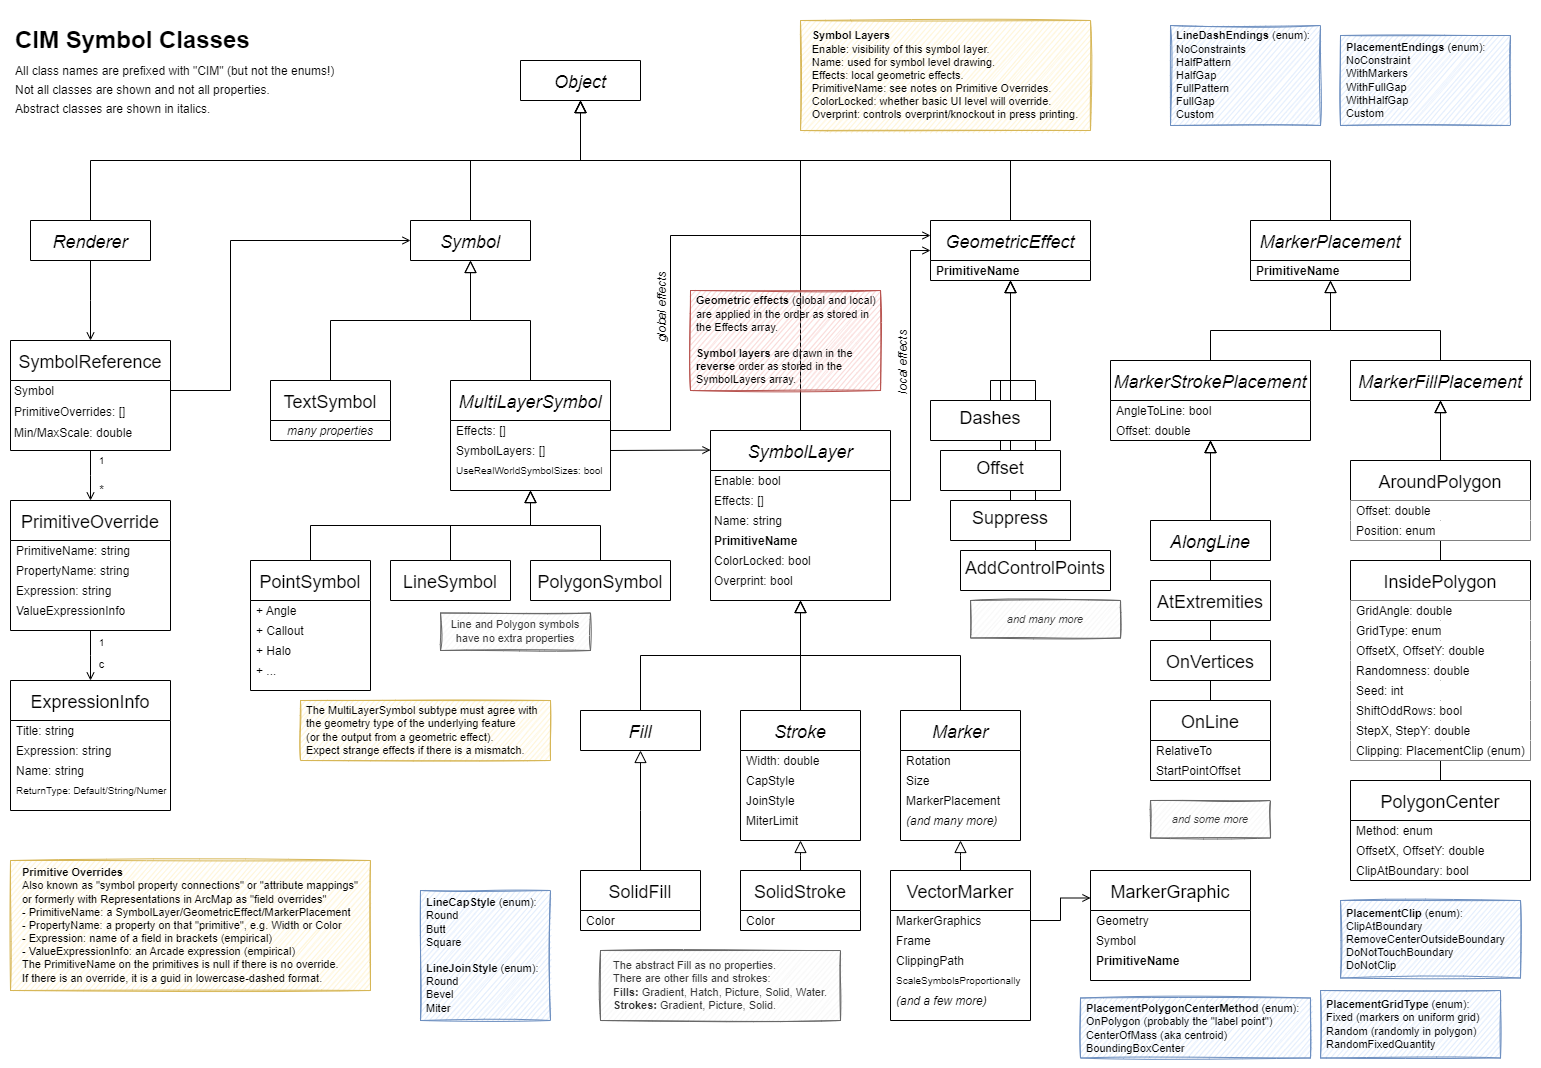 CIM Symbol Classes
All class names are prefixed with "CIM" (but not the enums!)
Not all classes are shown and not all properties.
Abstract classes are shown in italics.
Object
Symbol Layers
Enable: visibility of this symbol layer.
Name: used for symbol level drawing.
Effects: local geometric effects.
PrimitiveName: see notes on Primitive Overrides.
ColorLocked: whether basic UI level will override.
Overprint: controls overprint/knockout in press printing.
LineDashEndings (enum):
NoConstraints
HalfPattern
HalfGap
FullPattern
FullGap
Custom
PlacementEndings (enum):
NoConstraint
WithMarkers
WithFullGap
WithHalfGap
Custom
Renderer
Symbol
GeometricEffect
PrimitiveName
MarkerPlacement
PrimitiveName
global effects
Geometric effects (global and local)
are applied in the order as stored in
the Effects array.
Symbol layers are drawn in the
reverse order as stored in the
SymbolLayers array.
local effects
SymbolReference
Symbol
PrimitiveOverrides: []
Min/MaxScale: double
1
*
TextSymbol
many properties
MultiLayerSymbol
Effects: []
SymbolLayers: []
UseRealWorldSymbolSizes: bool
SymbolLayer
Enable: bool
Effects: []
Name: string
PrimitiveName
ColorLocked: bool
Overprint: bool
Dashes
Offset
Suppress
AddControlPoints
and many more
MarkerStrokePlacement
AngleToLine: bool
Offset: double
MarkerFillPlacement
AroundPolygon
Offset: double
Position: enum
PrimitiveOverride
PrimitiveName: string
PropertyName: string
Expression: string
ValueExpressionInfo
1
c
PointSymbol
+ Angle
+ Callout
+ Halo
+ ...
LineSymbol
PolygonSymbol
Line and Polygon symbols
have no extra properties
AlongLine
AtExtremities
OnVertices
OnLine
RelativeTo
StartPointOffset
and some more
InsidePolygon
GridAngle: double
GridType: enum
OffsetX, OffsetY: double
Randomness: double
Seed: int
ShiftOddRows: bool
StepX, StepY: double
Clipping: PlacementClip (enum)
ExpressionInfo
Title: string
Expression: string
Name: string
ReturnType: Default/String/Numer
The MultiLayerSymbol subtype must agree with
the geometry type of the underlying feature
(or the output from a geometric effect).
Expect strange effects if there is a mismatch.
Fill
Stroke
Width: double
CapStyle
JoinStyle
MiterLimit
Marker
Rotation
Size
MarkerPlacement
(and many more)
PolygonCenter
Method: enum
OffsetX, OffsetY: double
ClipAtBoundary: bool
Primitive Overrides
Also known as "symbol property connections" or "attribute mappings"
or formerly with Representations in ArcMap as "field overrides"
- PrimitiveName: a SymbolLayer/GeometricEffect/MarkerPlacement
- PropertyName: a property on that "primitive", e.g. Width or Color
- Expression: name of a field in brackets (empirical)
- ValueExpressionInfo: an Arcade expression (empirical)
The PrimitiveName on the primitives is null if there is no override.
If there is an override, it is a guid in lowercase-dashed format.
LineCapStyle (enum):
Round
Butt
Square
LineJoinStyle (enum):
Round
Bevel
Miter
SolidFill
Color
SolidStroke
Color
VectorMarker
MarkerGraphics
Frame
ClippingPath
ScaleSymbolsProportionally
(and a few more)
MarkerGraphic
Geometry
Symbol
PrimitiveName
The abstract Fill as no properties.
There are other fills and strokes:
Fills: Gradient, Hatch, Picture, Solid, Water.
Strokes: Gradient, Picture, Solid.
PlacementClip (enum):
ClipAtBoundary
RemoveCenterOutsideBoundary
DoNotTouchBoundary
DoNotClip
PlacementPolygonCenterMethod (enum):
OnPolygon (probably the "label point")
CenterOfMass (aka centroid)
BoundingBoxCenter
PlacementGridType (enum):
Fixed (markers on uniform grid)
Random (randomly in polygon)
RandomFixedQuantity